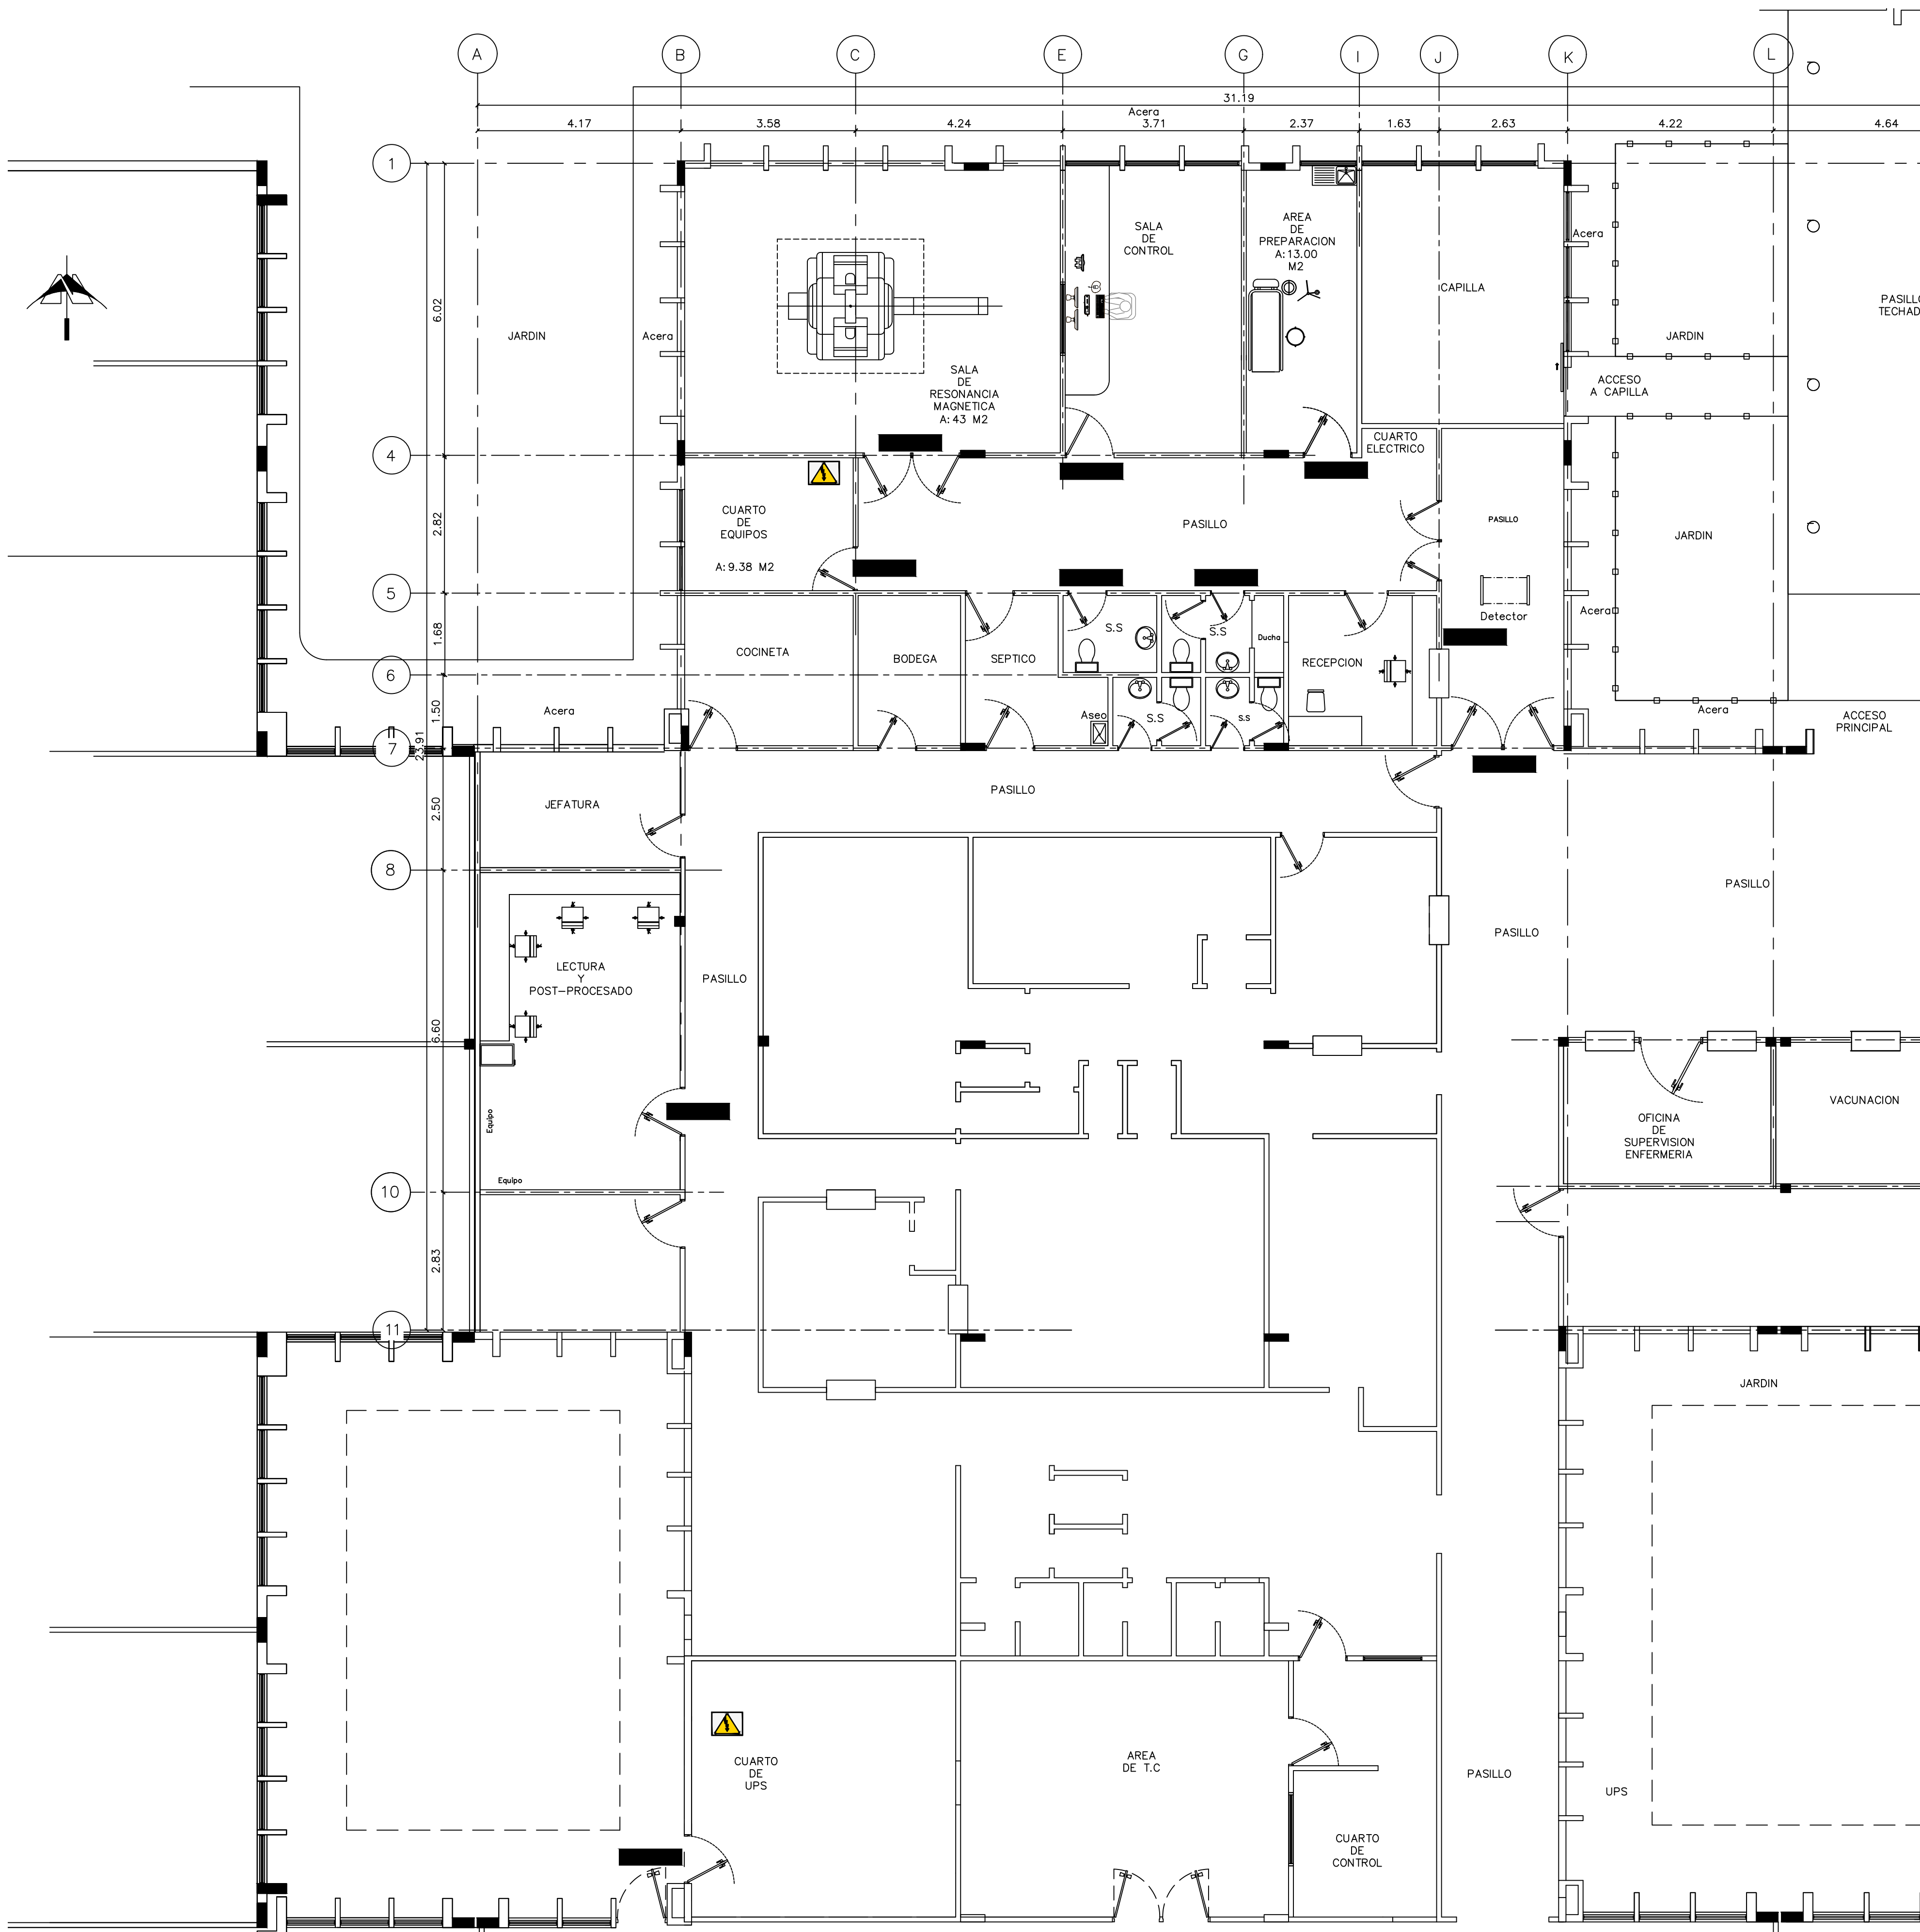 A
B
C
E
G
I
J
K
L
31.19
Acera
4.17
3.58
4.24
3.71
2.37
1.63
2.63
4.22
4.64
1
4
5
6
7
8
10
11
6.02
2.82
1.68
1.50
23.91
2.50
6.60
2.83
N
JARDIN
Acera
SALA
DE
RESONANCIA
MAGNETICA
A: 43 M2
SALA
DE
CONTROL
AREA
DE
PREPARACION
A: 13.00
M2
CAPILLA
Acera
JARDIN
PASILLO
TECHAD
ACCESO
A CAPILLA
CUARTO
ELECTRICO
CUARTO
DE
EQUIPOS
A: 9.38 M2
PASILLO
PASILLO
JARDIN
Detector
Acera
COCINETA
BODEGA
SEPTICO
S.S
S.S
Ducha
RECEPCION
Aseo
S.S
S.S
Acera
Acera
ACCESO
PRINCIPAL
JEFATURA
PASILLO
LECTURA
Y
POST-PROCESADO
PASILLO
PASILLO
PASILLO
Equipo
Equipo
OFICINA
DE
SUPERVISION
ENFERMERIA
VACUNACION
JARDIN
CUARTO
DE
UPS
AREA
DE T.C
CUARTO
DE
CONTROL
PASILLO
UPS